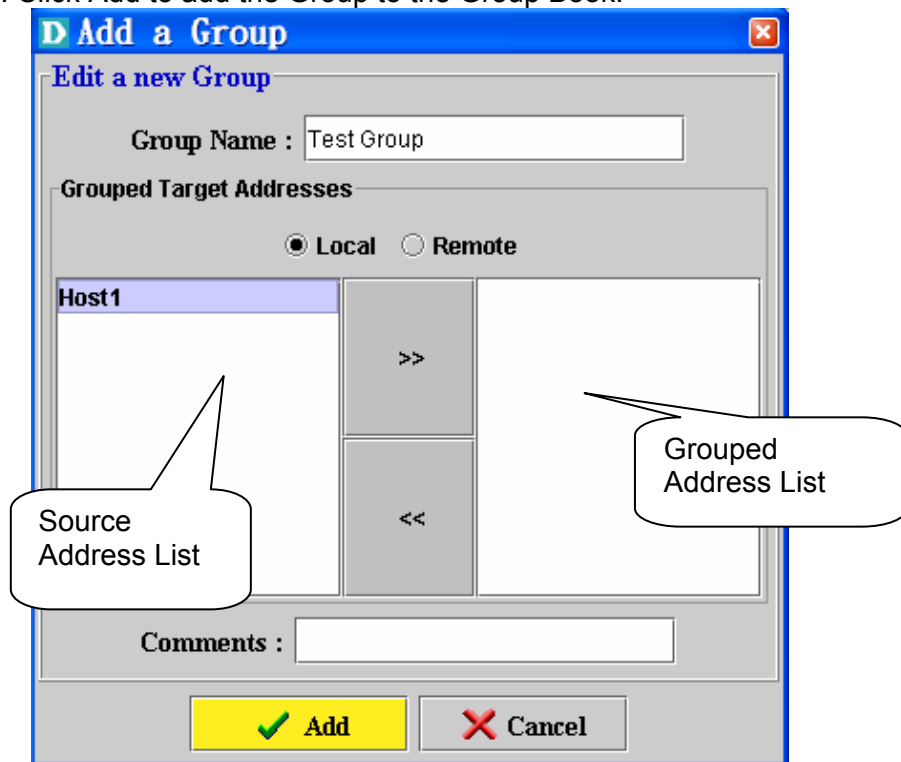 . Click Add to add the Group to the Group Book.
D Add a Group
Edit a new Group
Group Name : Test Group
Grouped Target Addresses
Local Remote
Host1
>>
Grouped
Address List
<<
Source
Address List
Comments :
Add Cancel